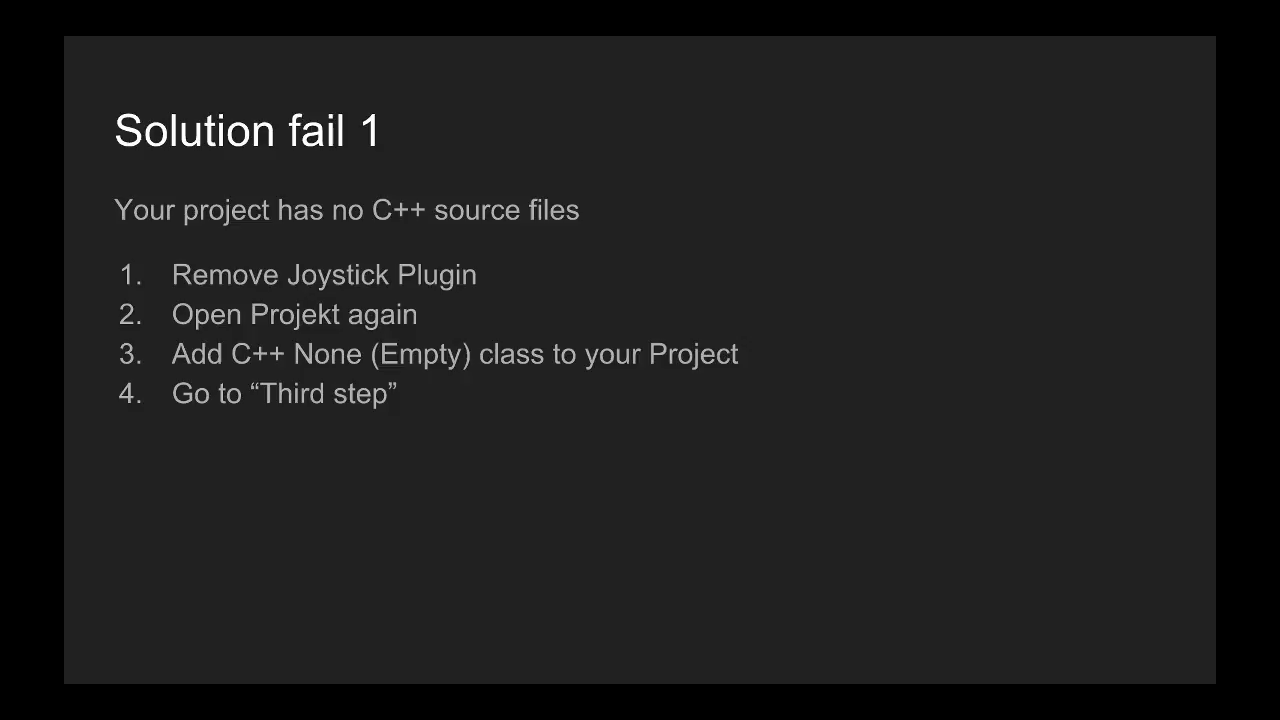 Solution fail 1
Your project has no C++ source files
1. Remove Joystick Plugin
2. Open Projekt again
3. Add C++ None (Empty) class to your Project
4. Go to “Third step”